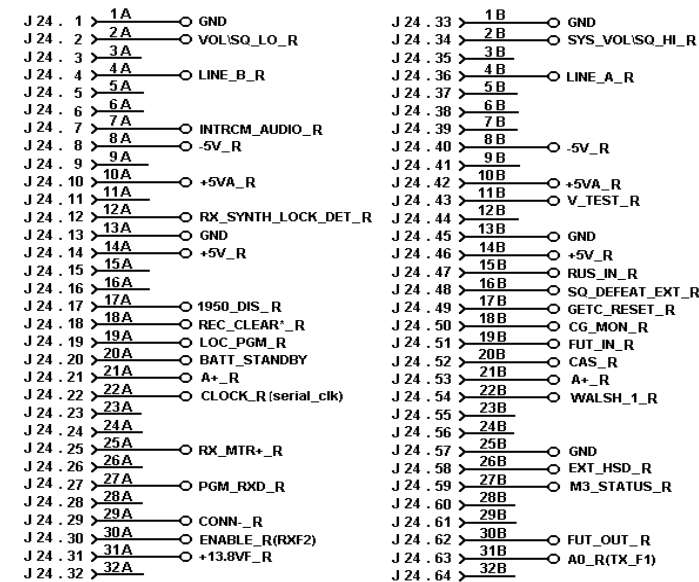 J24. 1 1A GND
J24. 2 2A VOL\SQ_LO_R
J24. 3 3A
J24. 4 4A LINE_B_R
J24. 5 5A
J24. 6 6A
J24. 7 7A INTRCM_AUDIO_R
J24. 8 8A -5V_R
J24. 9 9A
J24.10 10A +5VA_R
J24.11 11A
J24.12 12A RX_SYNTH_LOCK_DET_R
J24.13 13A GND
J24.14 14A +5V_R
J24.15 15A
J24.16 16A
J24.17 17A 1950_DIS_R
J24.18 18A REC_CLEAR*_R
J24.19 19A LOC_PGM_R
J24.20 20A BATT_STANDBY
J24.21 21A A+_R
J24.22 22A CLOCK_R(serial_clk)
J24.23 23A
J24.24 24A
J24.25 25A RX_MTR+_R
J24.26 26A
J24.27 27A PGM_RXD_R
J24.28 28A
J24.29 29A CONN-_R
J24.30 30A ENABLE_R(RXF2)
J24.31 31A +13.8VF_R
J24.32 32A
J24.33 1B GND
J24.34 2B SYS_VOL\SQ_HI_R
J24.35 3B
J24.36 4B LINE_A_R
J24.37 5B
J24.38 6B
J24.39 7B
J24.40 8B -5V_R
J24.41 9B
J24.42 10B +5VA_R
J24.43 11B V_TEST_R
J24.44 12B
J24.45 13B GND
J24.46 14B +5V_R
J24.47 15B RUS_IN_R
J24.48 16B SQ_DEFEAT_EXT_R
J24.49 17B GETC_RESET_R
J24.50 18B CG_MON_R
J24.51 19B FUT_IN_R
J24.52 20B CAS_R
J24.53 21B A+_R
J24.54 22B WALSH_1_R
J24.55 23B
J24.56 24B
J24.57 25B GND
J24.58 26B EXT_HSD_R
J24.59 27B M3_STATUS_R
J24.60 28B
J24.61 29B
J24.62 30B FUT_OUT_R
J24.63 31B A0_R(TX_F1)
J24.64 32B